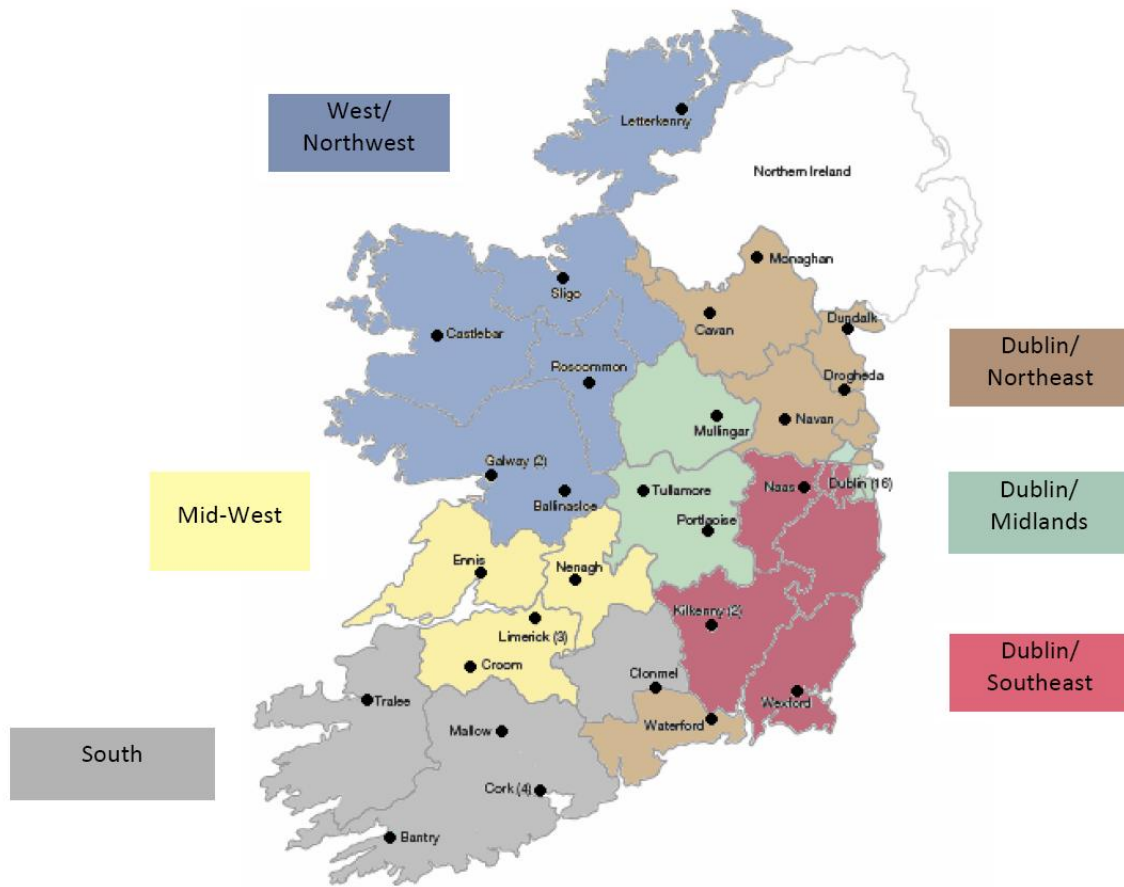 West/
Northwest
Letterkenny
Northern Ireland
Monaghan
Sligo
Cavan
Dundalk
Castlebar
Dublin/
Northeast
Roscommon
Drogheda
Mullingar
Navan
Galway (2)
Naas
Dublin (16)
Mid-West
Ballinasloe
Tullamore
Dublin/
Midlands
Portlaoise
Ennis
Nenagh
Kilkenny (2)
Limerick (3)
Croom
Clonmel
Dublin/
Southeast
Tralee
Wexford
Waterford
Mallow
South
Cork (4)
Bantry